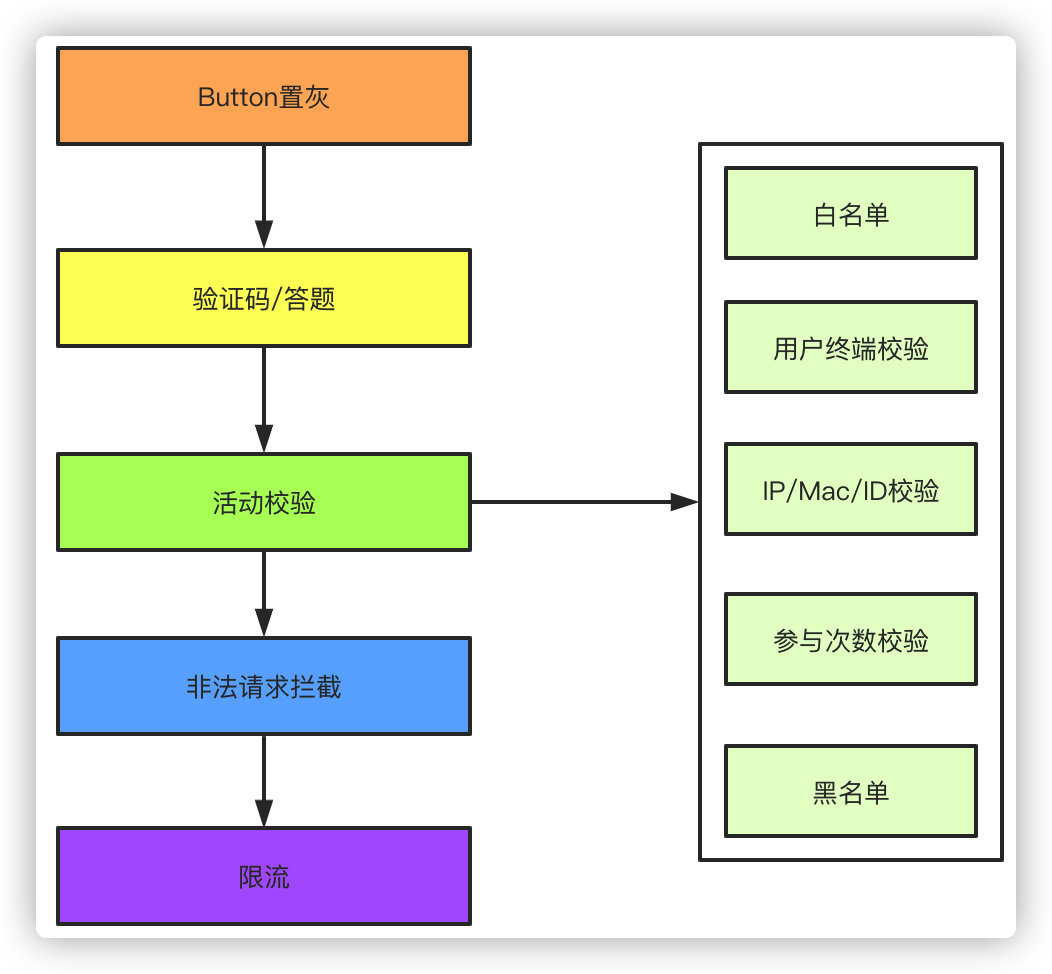 Button置灰
验证码/答题
活动校验
非法请求拦截
限流
白名单
用户终端校验
IP/Mac/ID校验
参与次数校验
黑名单